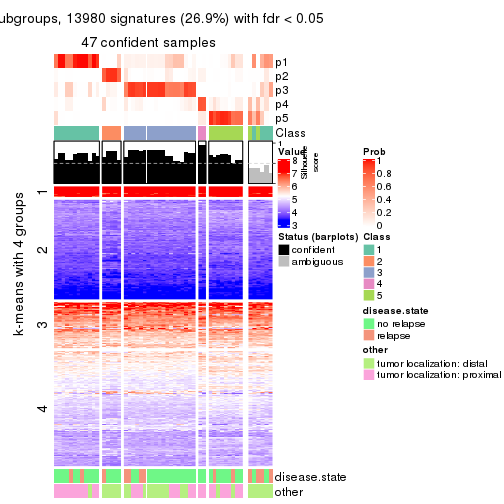 ubgroups, 13980 signatures (26.9%) with fdr < 0.05
47 confident samples
p1
p2
p3
p4
p5
Class
1
2
3
4
k-means with 4 groups
Silhouette score
1
Value
8
7
6
5
4
3
Status (barplots)
confident
ambiguous
Prob
1
0.8
0.6
0.4
0.2
0
Class
1
2
3
4
5
disease.state
no relapse
relapse
other
tumor localization: distal
tumor localization: proximal
disease.state
other